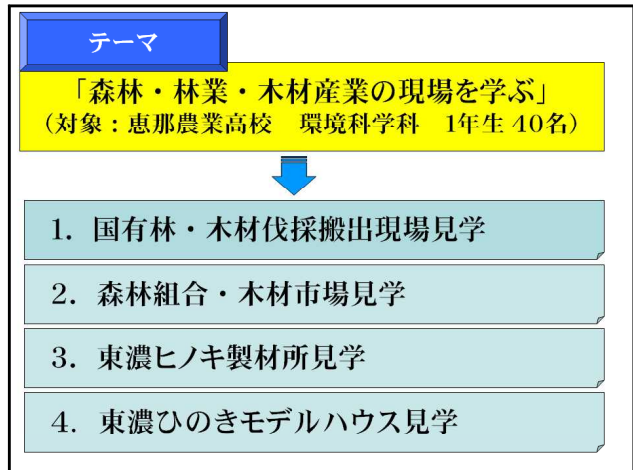 テーマ
「森林・林業・木材産業の現場を学ぶ」
（対象：恵那農業高校　環境科学科　1年生 40名）
1．国有林・木材伐採搬出現場見学
2．森林組合・木材市場見学
3．東濃ヒノキ製材所見学
4．東濃ひのきモデルハウス見学